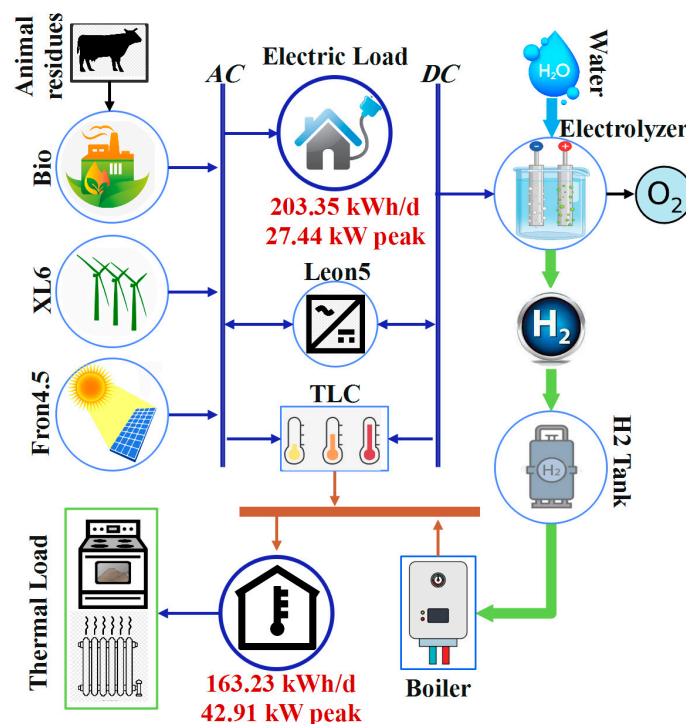 Animal
residues
AC
Electric Load
DC
H₂O
Water
Bio
203.35 kWh/d
27.44 kW peak
Electrolyzer
-
+
O₂
XL6
Leon5
H₂
Fron4.5
TLC
H2 Tank
H₂
Thermal Load
163.23 kWh/d
42.91 kW peak
Boiler